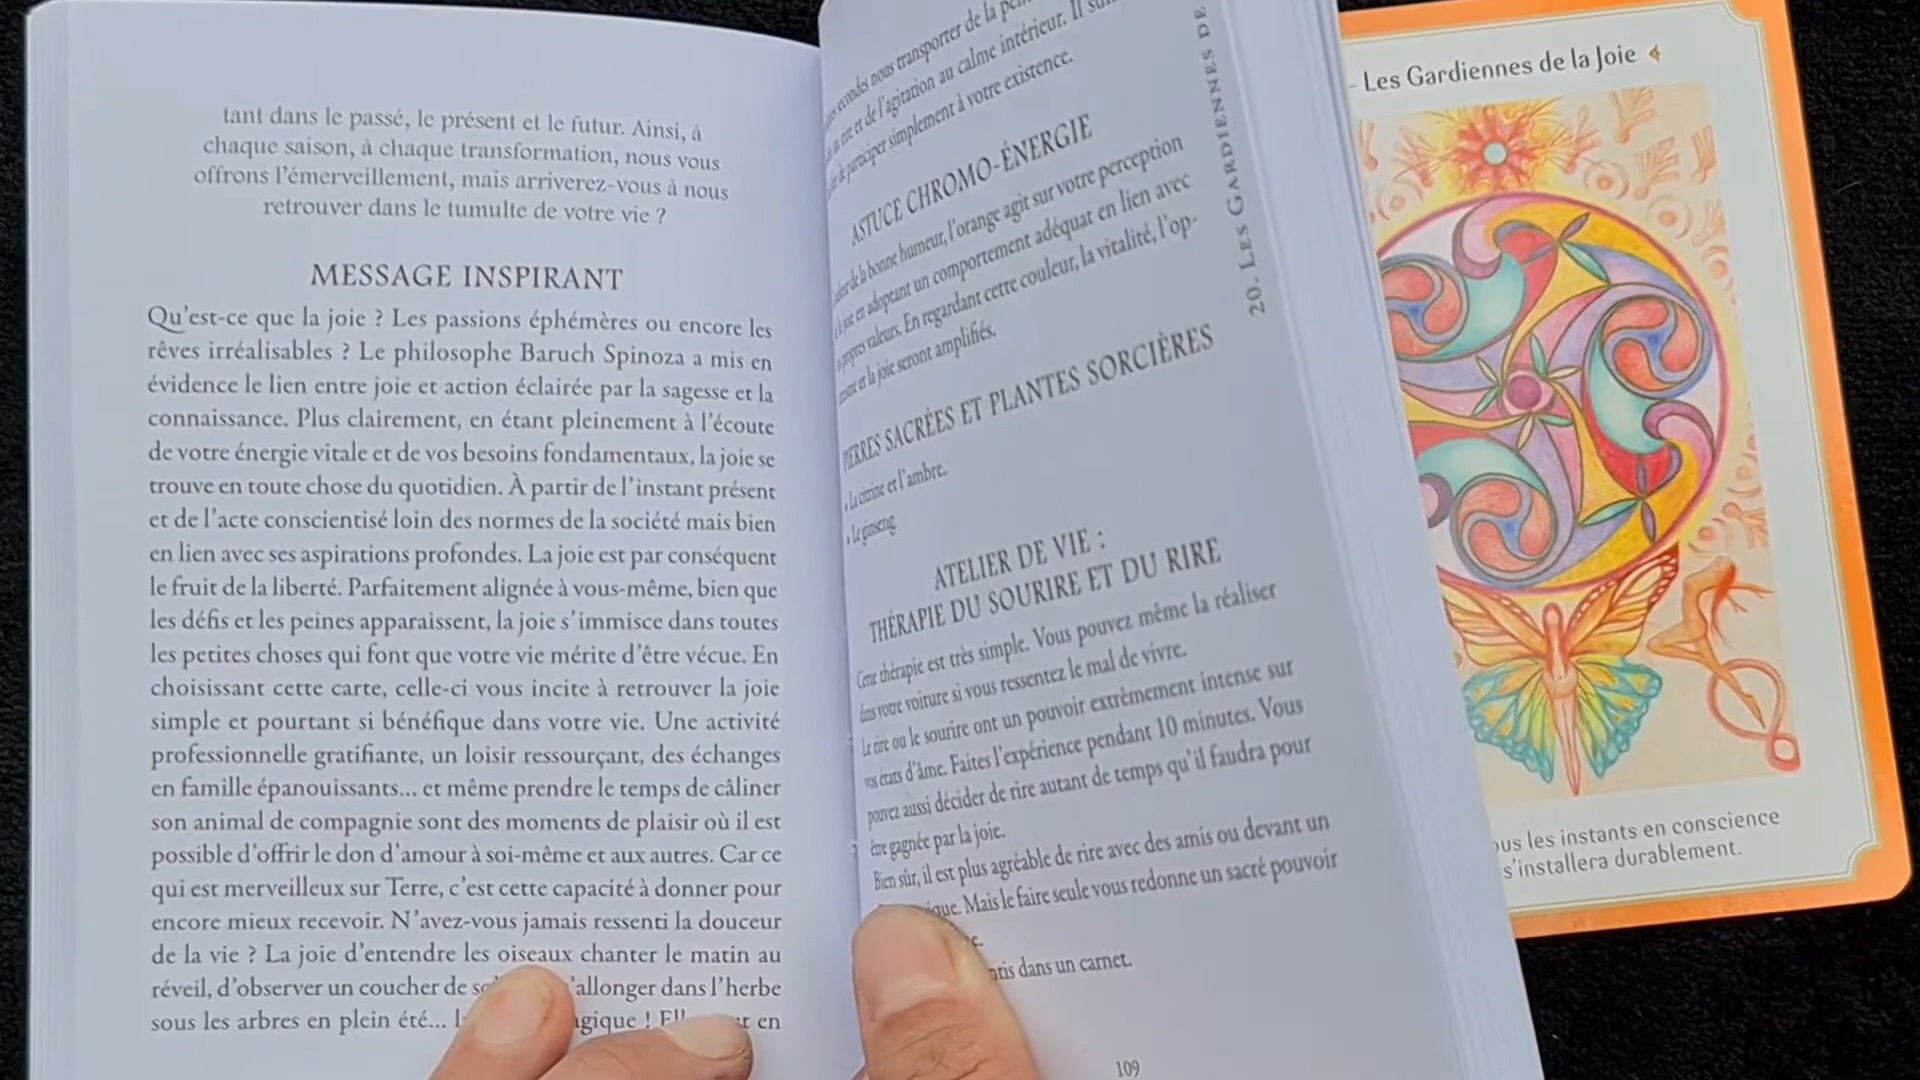 tant dans le passé, le présent et le futur. Ainsi, à
chaque saison, à chaque transformation, nous vous
offrons l'émerveillement, mais arriverez-vous à nous
retrouver dans le tumulte de votre vie ?
MESSAGE INSPIRANT
Qu'est-ce que la joie ? Les passions éphémères ou encore les
rêves irréalisables ? Le philosophe Baruch Spinoza a mis en
évidence le lien entre joie et action éclairée par la sagesse et la
connaissance. Plus clairement, en étant pleinement à l'écoute
de votre énergie vitale et de vos besoins fondamentaux, la joie se
trouve en toute chose du quotidien. À partir de l'instant présent
et de l'acte conscientisé loin des normes de la société mais bien
en lien avec ses aspirations profondes. La joie est par conséquent
le fruit de la liberté. Parfaitement alignée à vous-même, bien que
les défis et les peines apparaissent, la joie s'immisce dans toutes
les petites choses qui font que votre vie mérite d'être vécue. En
choisissant cette carte, celle-ci vous incite à retrouver la joie
simple et pourtant si bénéfique dans votre vie. Une activité
professionnelle gratifiante, un loisir ressourçant, des échanges
en famille épanouissants... et même prendre le temps de câliner
son animal de compagnie sont des moments de plaisir où il est
possible d'offrir le don d'amour à soi-même et aux autres. Car ce
qui est merveilleux sur Terre, c'est cette capacité à donner pour
encore mieux recevoir. N'avez-vous jamais ressenti la douceur
de la vie ? La joie d'entendre les oiseaux chanter le matin au
réveil, d'observer un coucher de 'allonger dans l'herbe
sous les arbres en plein été... en
nous transporter de la
rire et de l'agitation au calme intérieur. Il
de participer simplement à votre existence.
ASTUCE CHROMO-ÉNERGIE
de la bonne humeur, l'orange agit sur votre perception
en adoptant un comportement adéquat en lien avec
propres valeurs. En regardant cette couleur, la vitalité, l'op-
et la joie seront amplifiés.
PIERRES SACRÉES ET PLANTES SORCIÈRES
La citrine et l'ambre.
Le ginseng.
ATELIER DE VIE :
THÉRAPIE DU SOURIRE ET DU RIRE
Cette thérapie est très simple. Vous pouvez même la réaliser
dans votre voiture si vous ressentez le mal de vivre.
Le rire ou le sourire ont un pouvoir extrêmement intense sur
vos états d'âme. Faites l'expérience pendant 10 minutes. Vous
pouvez aussi décider de rire autant de temps qu'il faudra pour
être gagnée par la joie.
Bien sûr, il est plus agréable de rire avec des amis ou devant un
Mais le faire seule vous redonne un sacré pouvoir
dans un carnet.
109
20. LES GARDIENNES DE
- Les Gardiennes de la Joie
les instants en conscience
s'installera durablement.